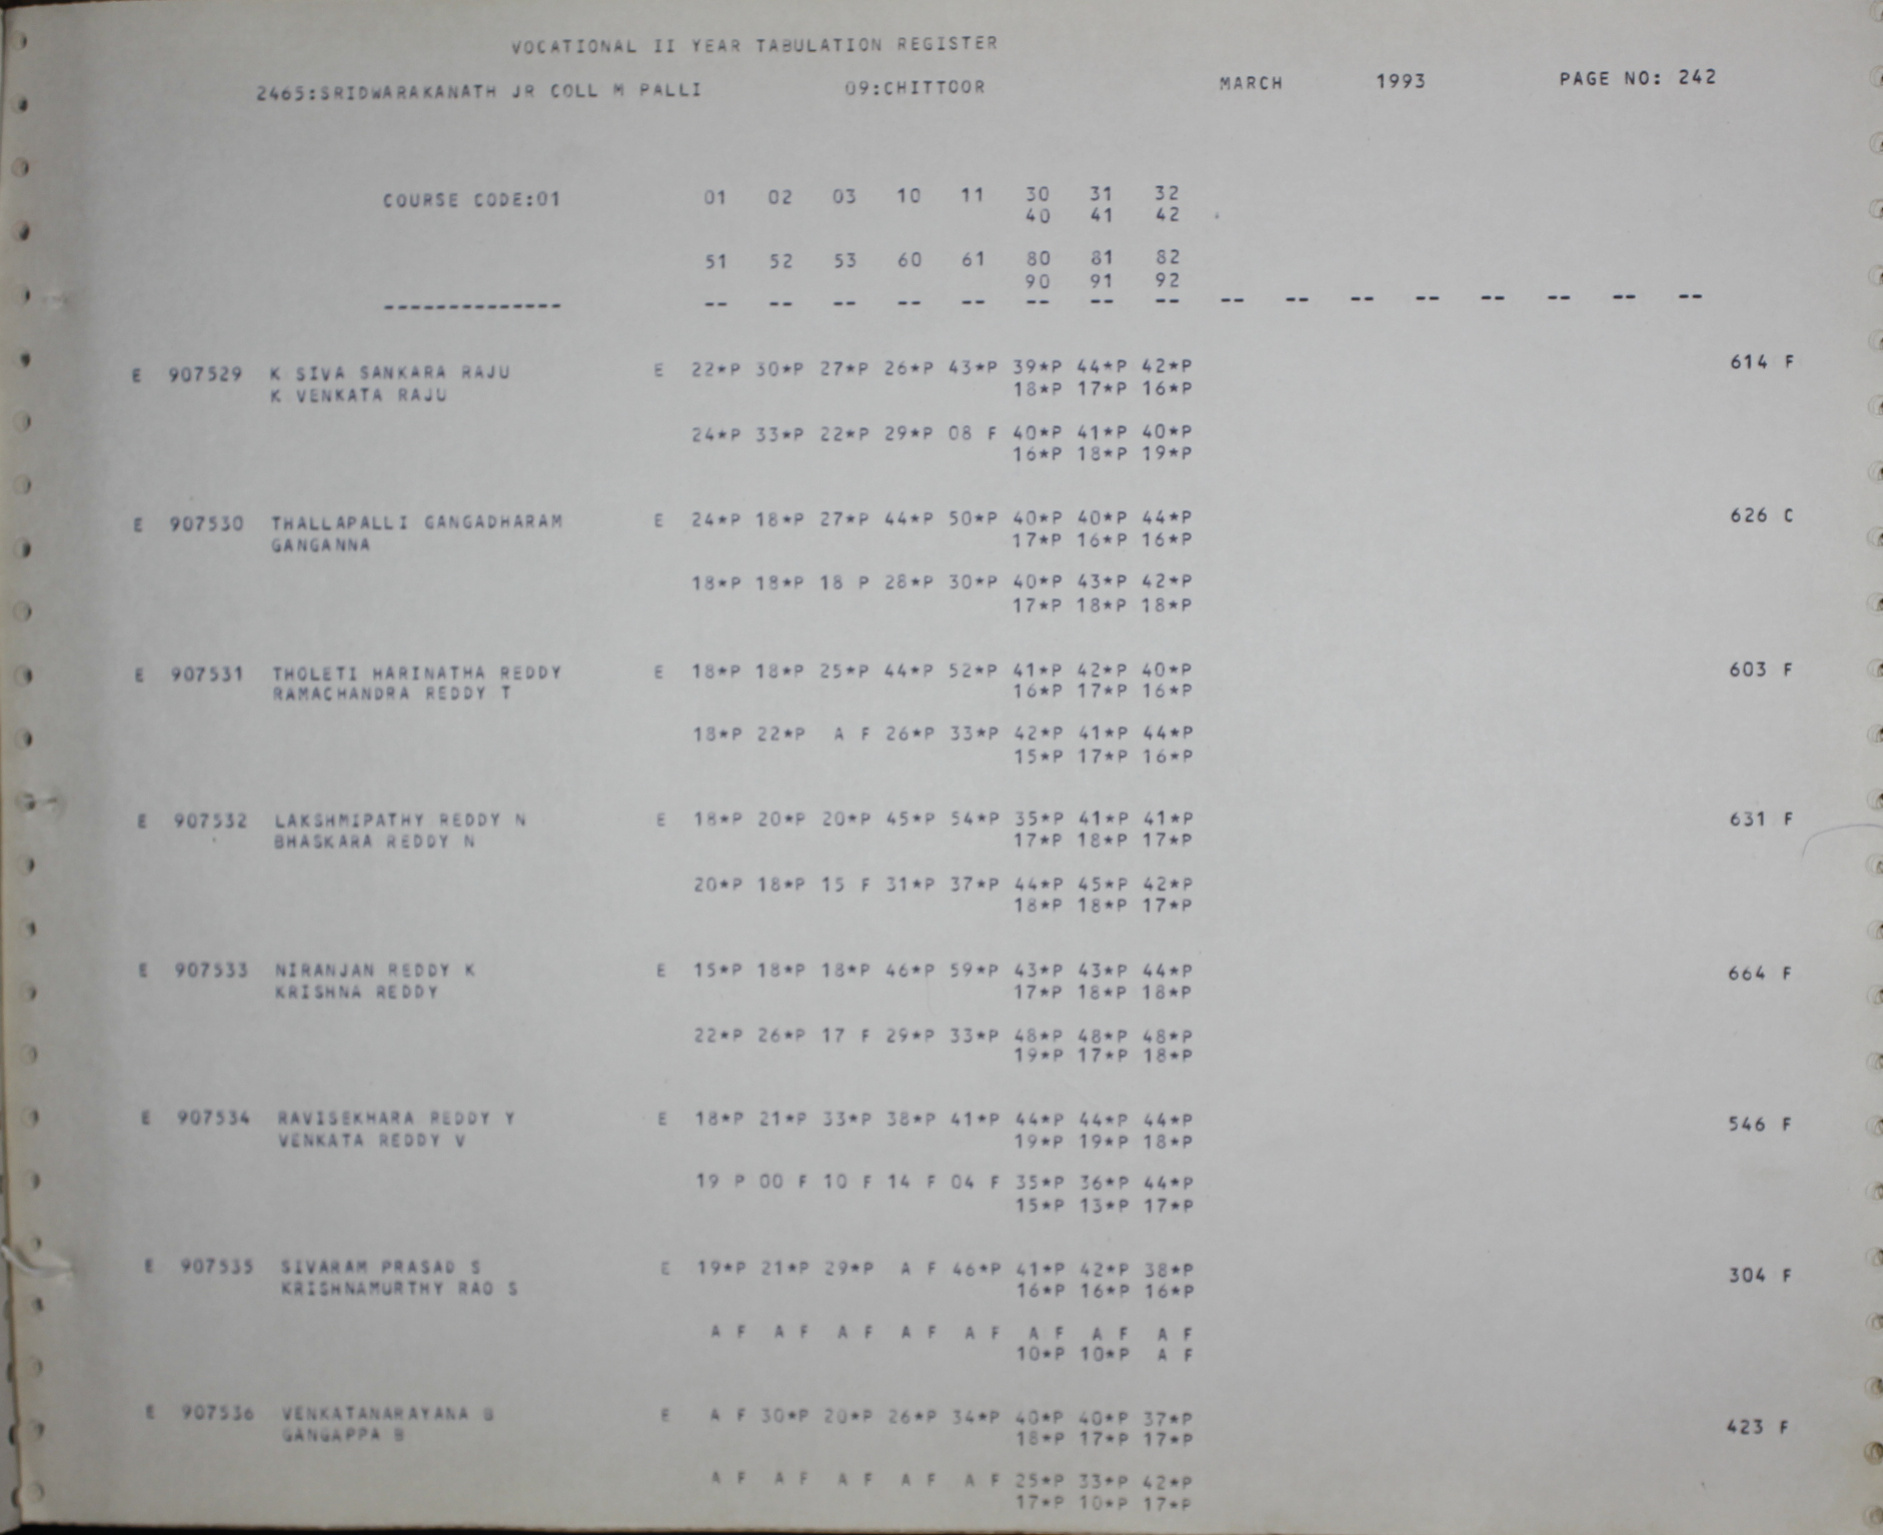 VOCATIONAL II YEAR TABULATION REGISTER
2465:SRIDWARAKANATH JR COLL M PALLI 09:CHITTOOR MARCH 1993 PAGE NO: 242
COURSE CODE:01 01 02 03 10 11 30 31 32
40 41 42
51 52 53 60 61 80 81 82
90 91 92
-------------- -- -- -- -- -- -- -- -- -- -- -- -- -- -- -- --
E 907529 K SIVA SANKARA RAJU E 22*P 30*P 27*P 26*P 43*P 39*P 44*P 42*P 614 F
K VENKATA RAJU 18*P 17*P 16*P
24*P 33*P 22*P 29*P 08 F 40*P 41*P 40*P
16*P 18*P 19*P
E 907530 THALLAPALLI GANGADHARAM E 24*P 18*P 27*P 44*P 50*P 40*P 40*P 44*P 626 C
GANGANNA 17*P 16*P 16*P
18*P 18*P 18 P 28*P 30*P 40*P 43*P 42*P
17*P 18*P 18*P
E 907531 THOLETI HARINATHA REDDY E 18*P 18*P 25*P 44*P 52*P 41*P 42*P 40*P 603 F
RAMACHANDRA REDDY T 16*P 17*P 16*P
18*P 22*P A F 26*P 33*P 42*P 41*P 44*P
15*P 17*P 16*P
E 907532 LAKSHMIPATHY REDDY N E 18*P 20*P 20*P 45*P 54*P 35*P 41*P 41*P 631 F
BHASKARA REDDY N 17*P 18*P 17*P
20*P 18*P 15 F 31*P 37*P 44*P 45*P 42*P
18*P 18*P 17*P
E 907533 NIRANJAN REDDY K E 15*P 18*P 18*P 46*P 59*P 43*P 43*P 44*P 664 F
KRISHNA REDDY 17*P 18*P 18*P
22*P 26*P 17 F 29*P 33*P 48*P 48*P 48*P
19*P 17*P 18*P
E 907534 RAVISEKHARA REDDY Y E 18*P 21*P 33*P 38*P 41*P 44*P 44*P 44*P 546 F
VENKATA REDDY V 19*P 19*P 18*P
19 P 00 F 10 F 14 F 04 F 35*P 36*P 44*P
15*P 13*P 17*P
E 907535 SIVARAM PRASAD S E 19*P 21*P 29*P A F 46*P 41*P 42*P 38*P 304 F
KRISHNAMURTHY RAO S 16*P 16*P 16*P
A F A F A F A F A F A F A F A F
10*P 10*P A F
E 907536 VENKATANARAYANA B E A F 30*P 20*P 26*P 34*P 40*P 40*P 37*P 423 F
GANGAPPA B 18*P 17*P 17*P
A F A F A F A F A F 25*P 33*P 42*P
17*P 10*P 17*P